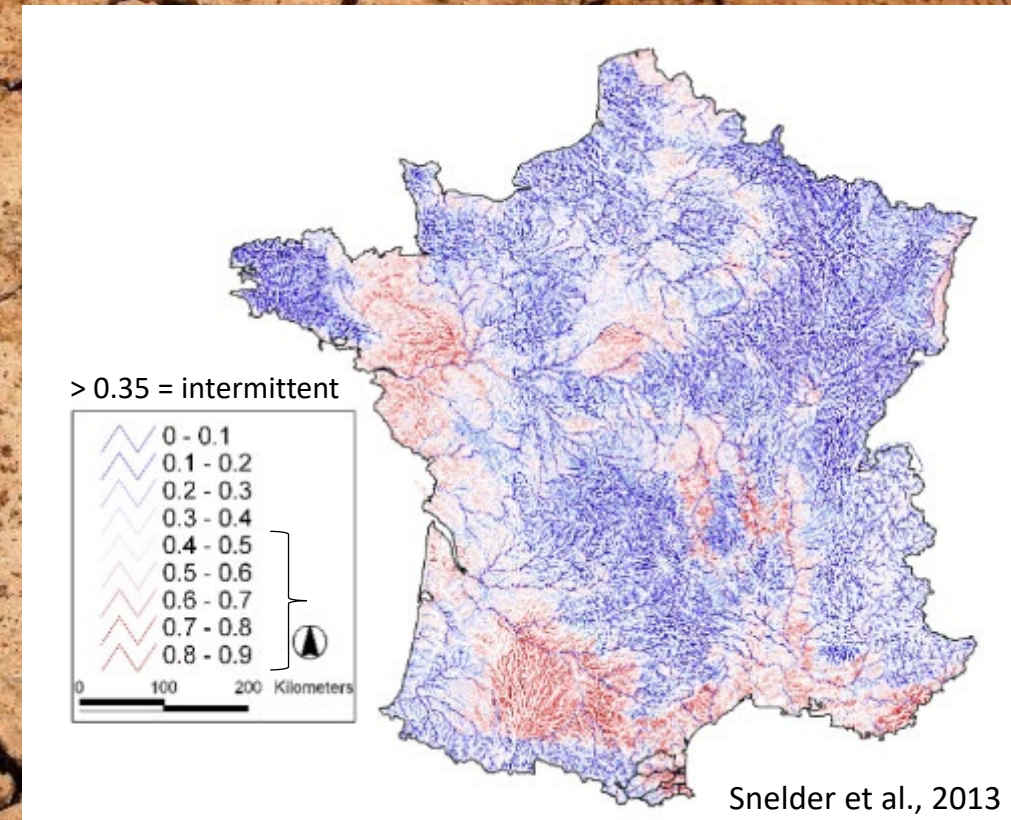 > 0.35 = intermittent
0 - 0.1
0.1 - 0.2
0.2 - 0.3
0.3 - 0.4
0.4 - 0.5
0.5 - 0.6
0.6 - 0.7
0.7 - 0.8
0.8 - 0.9
0 100 200 Kilometers
Snelder et al., 2013